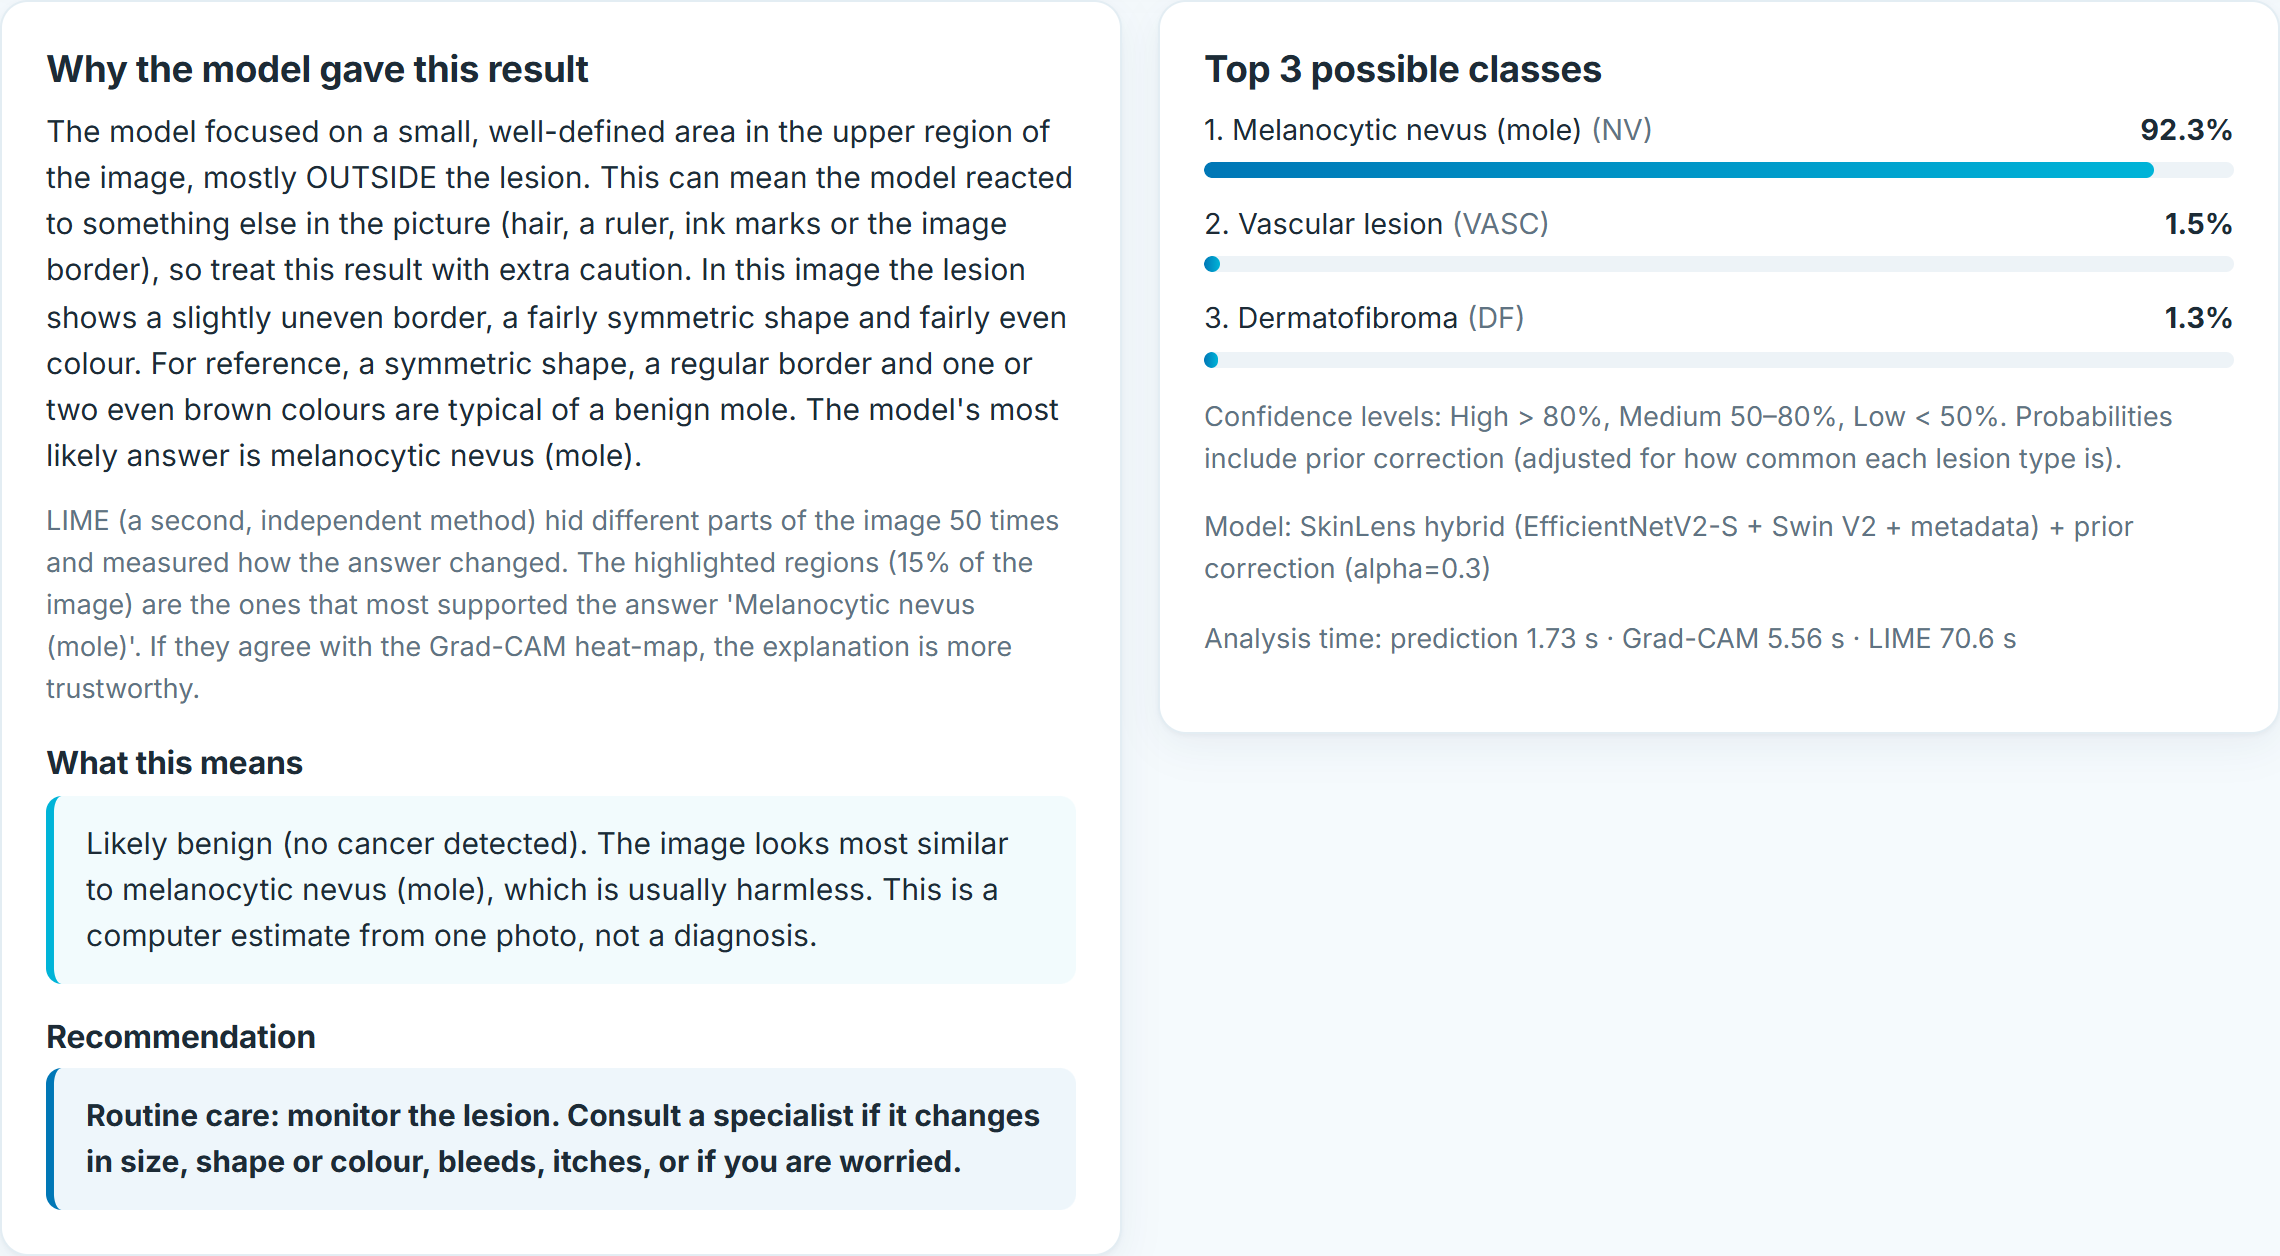 Why the model gave this result
The model focused on a small, well-defined area in the upper region of
the image, mostly OUTSIDE the lesion. This can mean the model reacted
to something else in the picture (hair, a ruler, ink marks or the image
border), so treat this result with extra caution. In this image the lesion
shows a slightly uneven border, a fairly symmetric shape and fairly even
colour. For reference, a symmetric shape, a regular border and one or
two even brown colours are typical of a benign mole. The model's most
likely answer is melanocytic nevus (mole).
LIME (a second, independent method) hid different parts of the image 50 times
and measured how the answer changed. The highlighted regions (15% of the
image) are the ones that most supported the answer 'Melanocytic nevus
(mole)'. If they agree with the Grad-CAM heat-map, the explanation is more
trustworthy.
What this means
Likely benign (no cancer detected). The image looks most similar
to melanocytic nevus (mole), which is usually harmless. This is a
computer estimate from one photo, not a diagnosis.
Recommendation
Routine care: monitor the lesion. Consult a specialist if it changes
in size, shape or colour, bleeds, itches, or if you are worried.
Top 3 possible classes
1. Melanocytic nevus (mole) (NV) 92.3%
2. Vascular lesion (VASC) 1.5%
3. Dermatofibroma (DF) 1.3%
Confidence levels: High > 80%, Medium 50–80%, Low < 50%. Probabilities
include prior correction (adjusted for how common each lesion type is).
Model: SkinLens hybrid (EfficientNetV2-S + Swin V2 + metadata) + prior
correction (alpha=0.3)
Analysis time: prediction 1.73 s · Grad-CAM 5.56 s · LIME 70.6 s